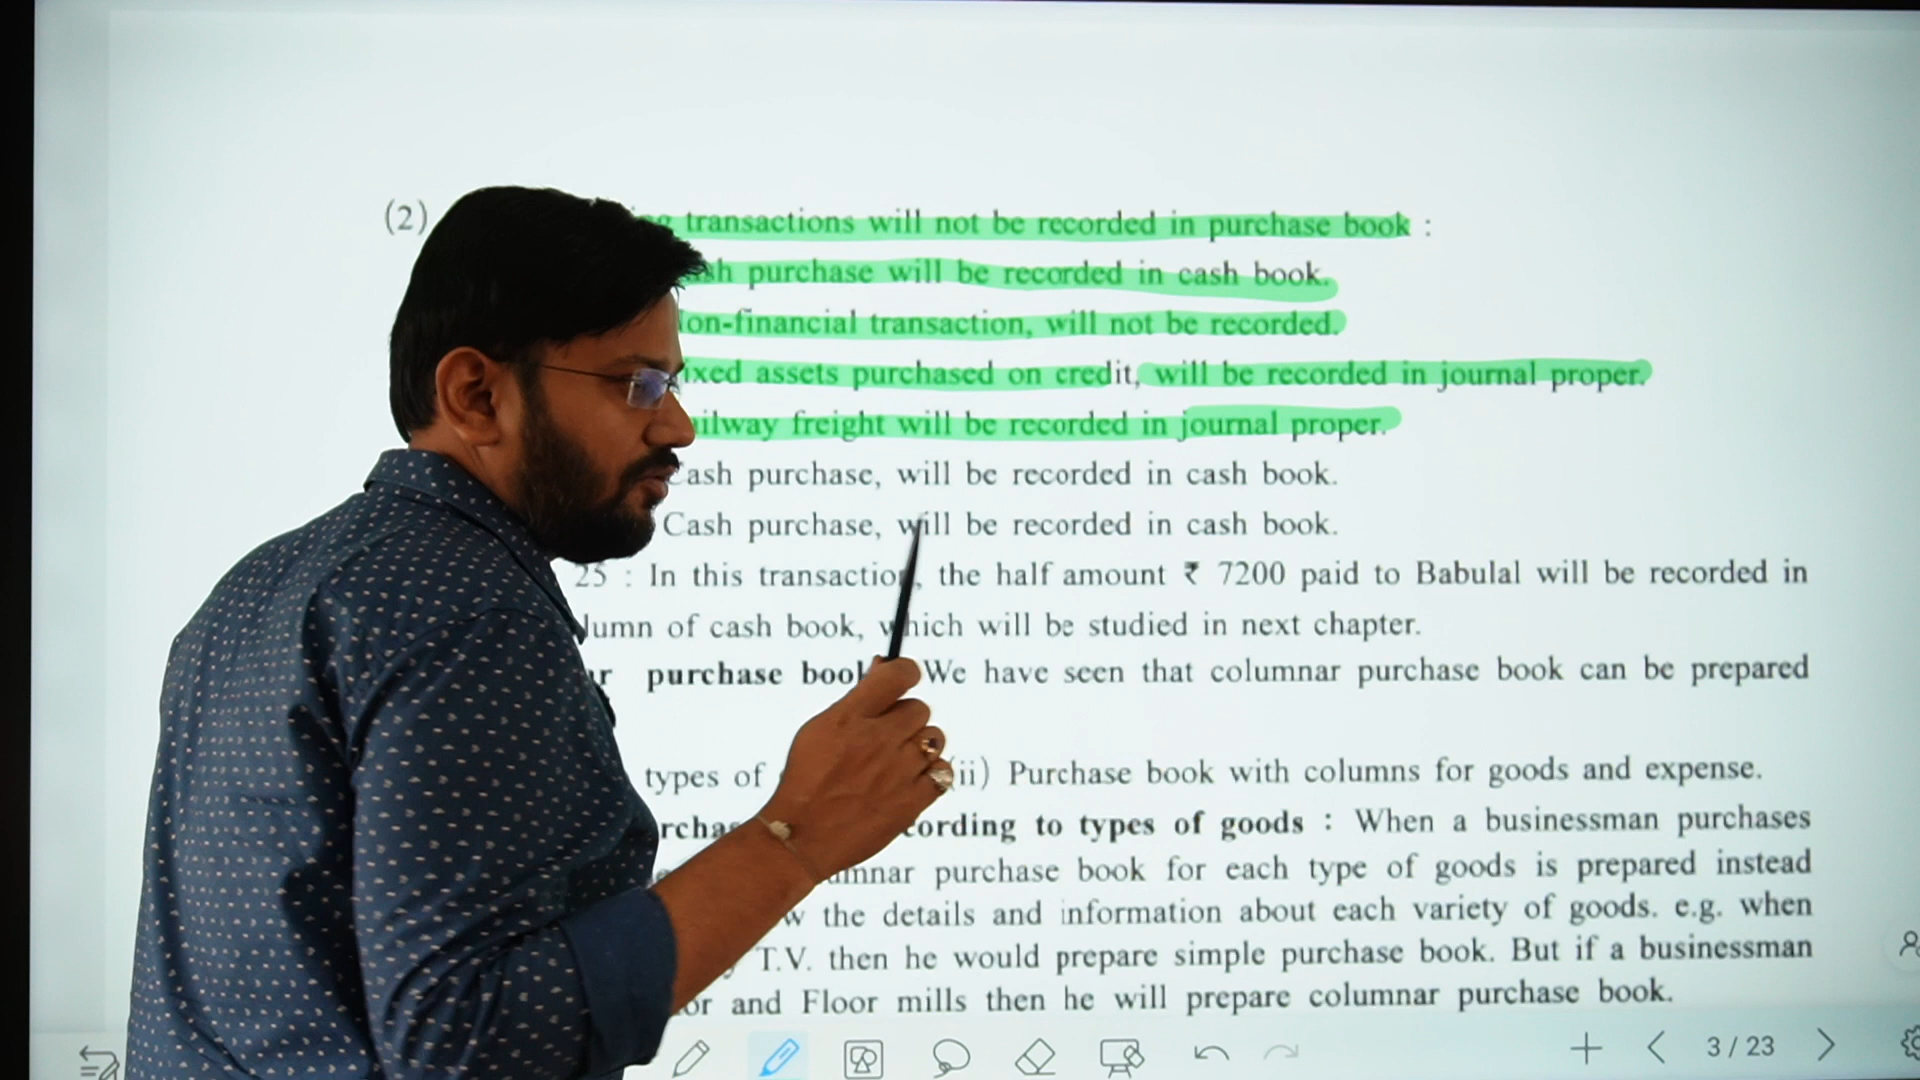 (2) transactions will not be recorded in purchase book :
purchase will be recorded in cash book.
on-financial transaction, will not be recorded.
ixed assets purchased on credit, will be recorded in journal proper.
ilway freight will be recorded in journal proper.
ash purchase, will be recorded in cash book.
Cash purchase, will be recorded in cash book.
25 : In this transaction, the half amount ₹ 7200 paid to Babulal will be recorded in
lumn of cash book, which will be studied in next chapter.
r purchase book We have seen that columnar purchase book can be prepared
types of (ii) Purchase book with columns for goods and expense.
rcha cording to types of goods : When a businessman purchases
umnar purchase book for each type of goods is prepared instead
w the details and information about each variety of goods. e.g. when
T.V. then he would prepare simple purchase book. But if a businessman
or and Floor mills then he will prepare columnar purchase book.
3 / 23